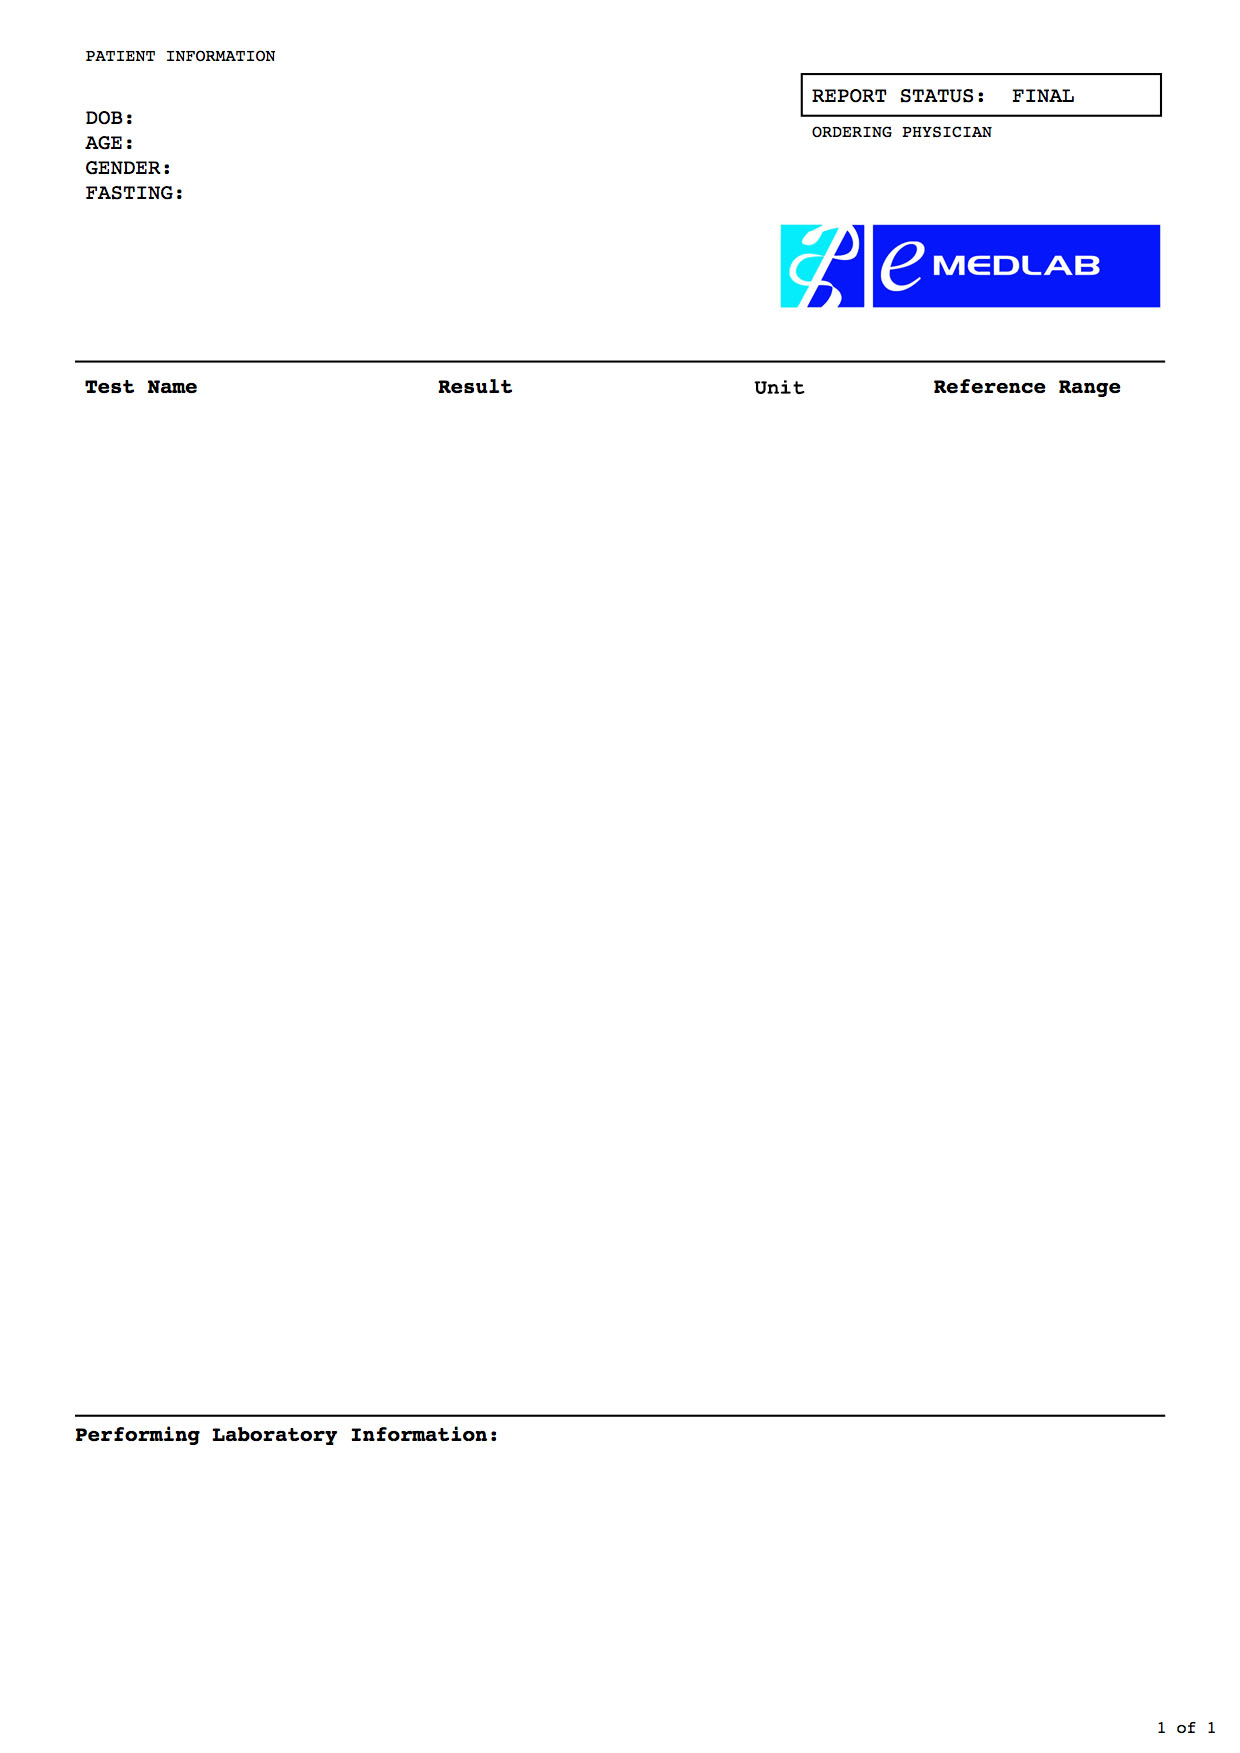 PATIENT INFORMATION
REPORT STATUS:  FINAL
ORDERING PHYSICIAN
DOB:
AGE:
GENDER:
FASTING:
e MEDLAB
Test Name Result Unit Reference Range
Performing Laboratory Information:
1 of 1